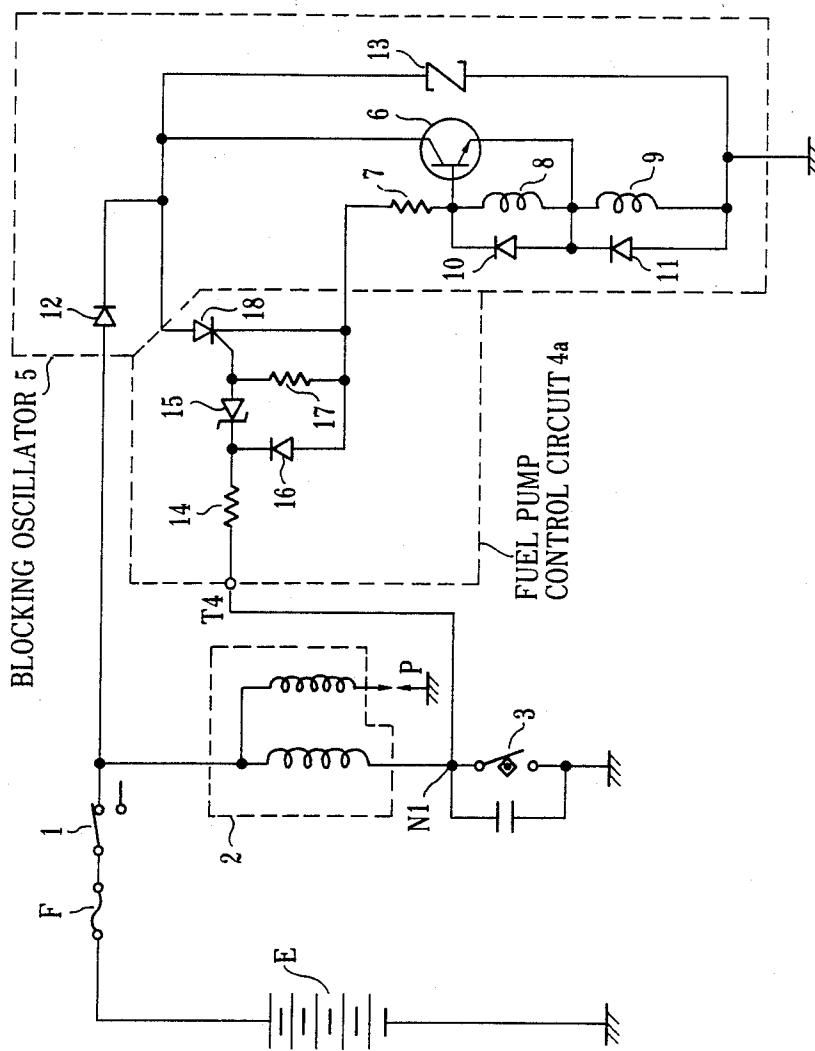 BLOCKING OSCILLATOR 5
12
13
6
7
8
9
10
11
18
15
17
16
14
T4
FUEL PUMP
CONTROL CIRCUIT 4a
1
F
E
2
P
N1
3